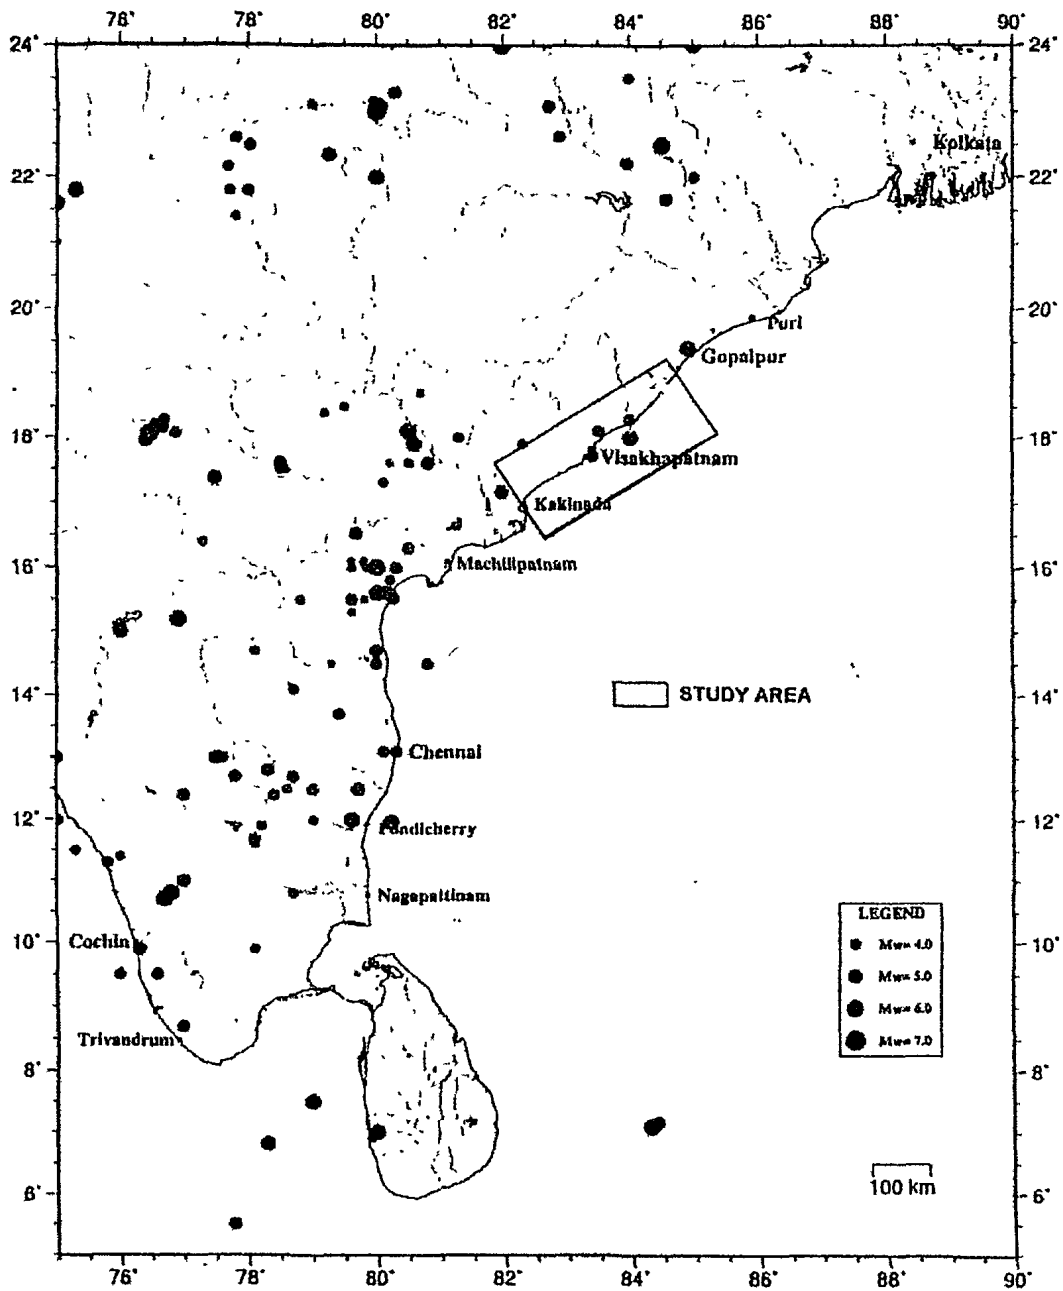 78° 78° 80° 82° 84° 86° 88° 90°
24° 24°
Kolkata
22° 22°
20° 20°
Puri
Gopalpur
18° 18°
Visakhapatnam
Kakinada
16° 16°
Machilipatnam
14° 14°
STUDY AREA
Chennai
12° 12°
Pondicherry
Nagapattinam
LEGEND
Mw= 4.0
Mw= 5.0
Mw= 6.0
Mw= 7.0
10° 10°
Cochin
Trivandrum
8° 8°
6° 6°
100 km
76° 78° 80° 82° 84° 86° 88° 90°